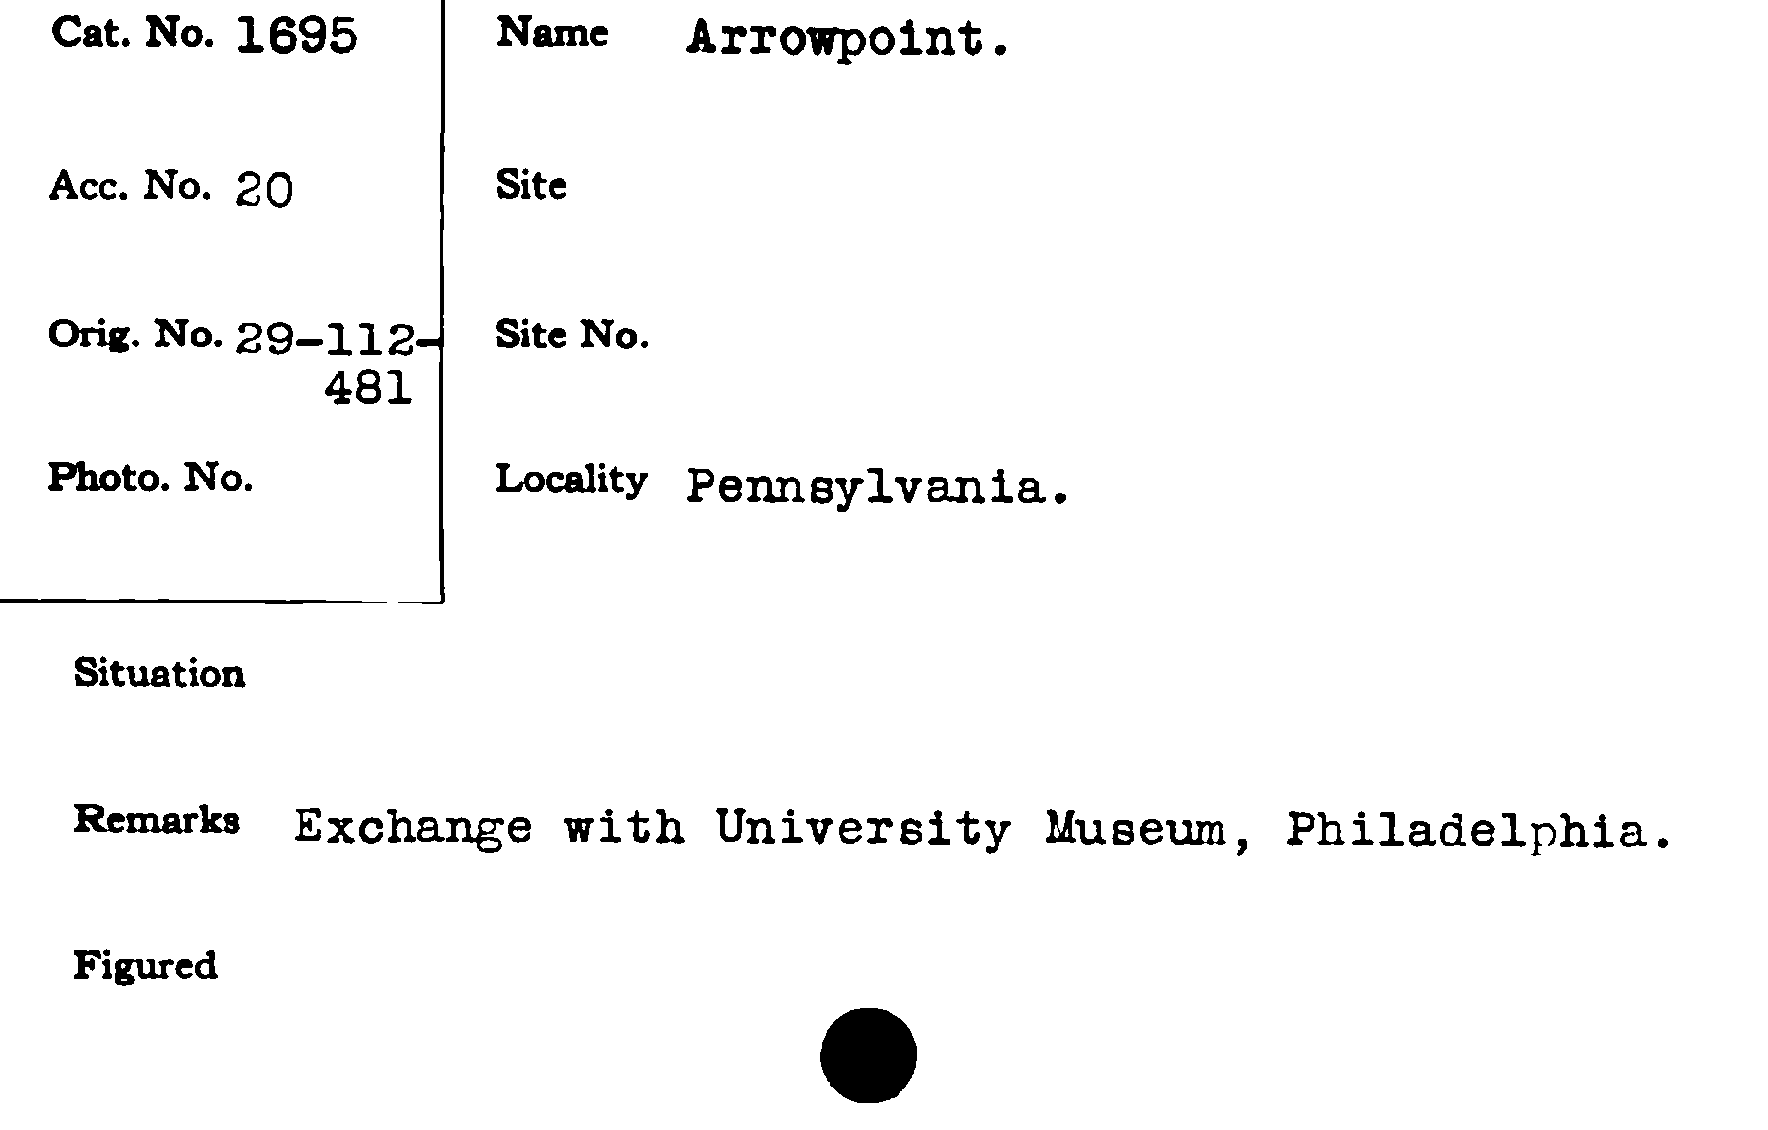 Cat. No. 1695
Name Arrowpoint.
Acc. No. 20
Site
Orig. No. 29-112-
481
Site No.
Photo. No.
Locality Pennsylvania.
Situation
Remarks Exchange with University Museum, Philadelphia.
Figured